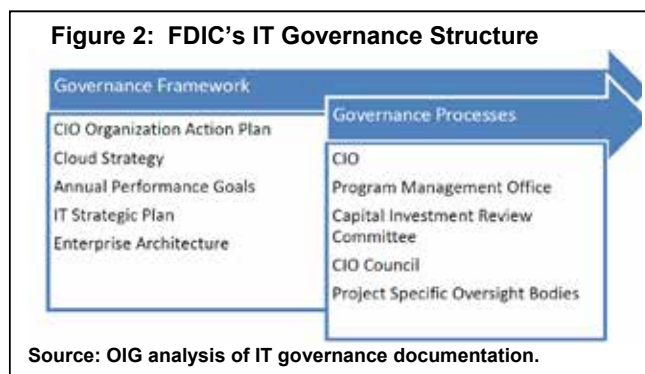 Figure 2:  FDIC's IT Governance Structure
Governance Framework
CIO Organization Action Plan
Cloud Strategy
Annual Performance Goals
IT Strategic Plan
Enterprise Architecture
Governance Processes
CIO
Program Management Office
Capital Investment Review
Committee
CIO Council
Project Specific Oversight Bodies
Source: OIG analysis of IT governance documentation.